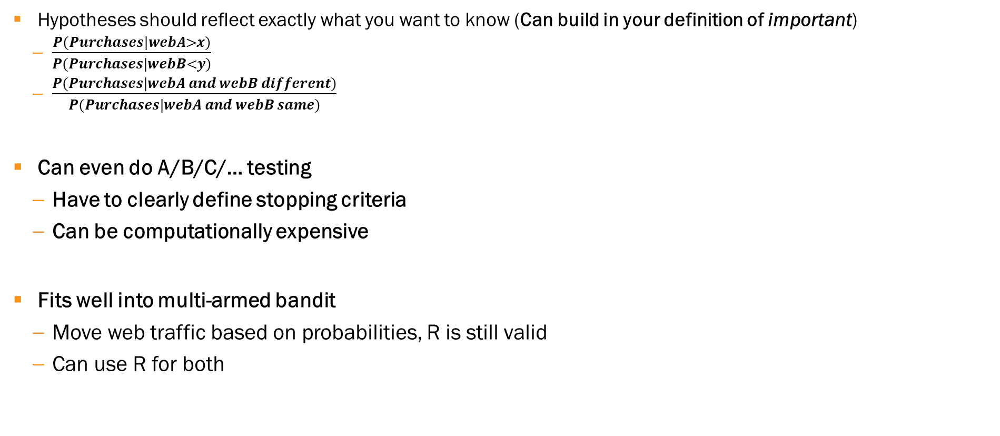 ▪ Hypotheses should reflect exactly what you want to know (Can build in your definition of important)
– P(Purchases|webA>x)
P(Purchases|webB<y)
– P(Purchases|webA and webB different)
P(Purchases|webA and webB same)
▪ Can even do A/B/C/... testing
– Have to clearly define stopping criteria
– Can be computationally expensive
▪ Fits well into multi-armed bandit
– Move web traffic based on probabilities, R is still valid
– Can use R for both